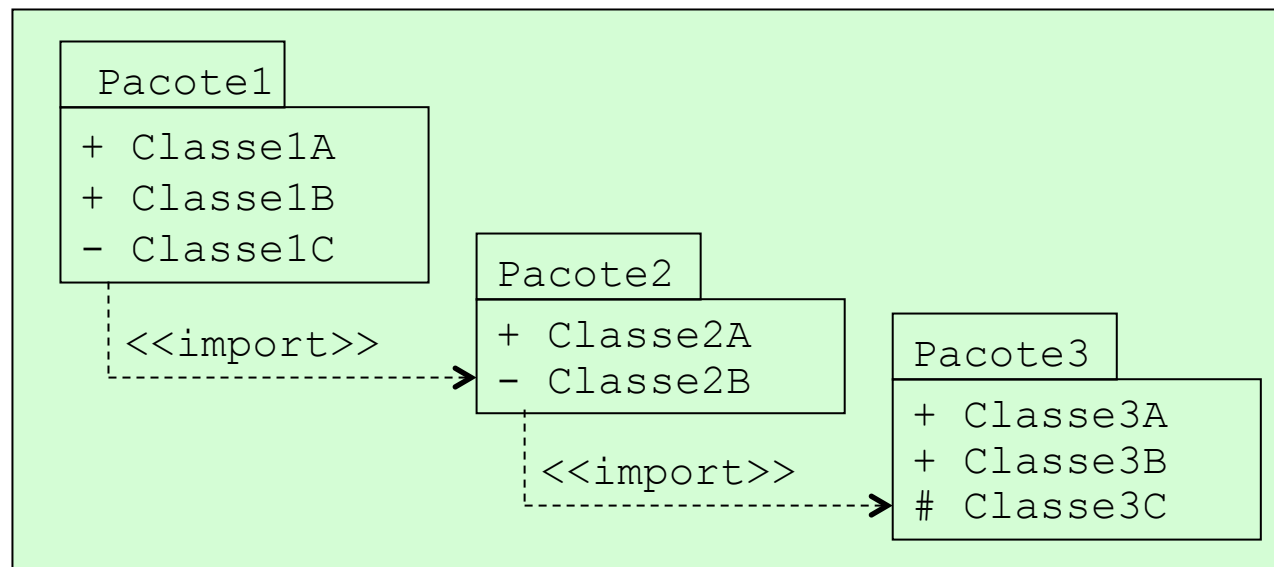 Pacote1
+ Classe1A
+ Classe1B
- Classe1C
<<import>>
Pacote2
+ Classe2A
- Classe2B
<<import>>
Pacote3
+ Classe3A
+ Classe3B
# Classe3C